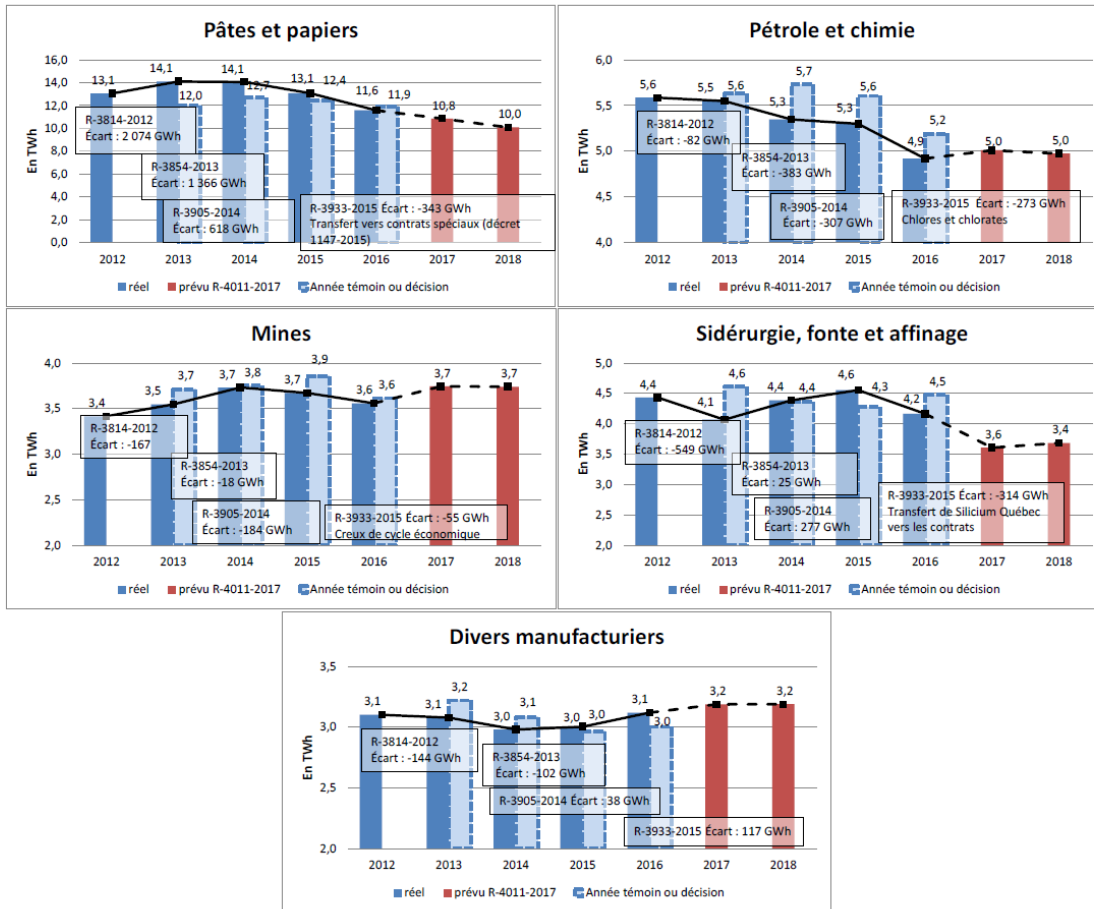 Pâtes et papiers
En TWh
16,0
14,0
12,0
10,0
8,0
6,0
4,0
2,0
0,0
13,1
14,1
12,0
14,1
12,7
13,1
12,4
11,6
11,9
10,8
10,0
R-3814-2012
Écart : 2 074 GWh
R-3854-2013
Écart : 1 366 GWh
R-3905-2014
Écart : 618 GWh
R-3933-2015 Écart : -343 GWh
Transfert vers contrats spéciaux (décret
1147-2015)
2012 2013 2014 2015 2016 2017 2018
réel prévu R-4011-2017 Année témoin ou décision
Pétrole et chimie
En TWh
6,0
5,5
5,0
4,5
4,0
5,6
5,5
5,6
5,3
5,7
5,3
5,6
4,9
5,2
5,0
5,0
R-3814-2012
Écart : -82 GWh
R-3854-2013
Écart : -383 GWh
R-3905-2014
Écart : -307 GWh
R-3933-2015 Écart : -273 GWh
Chlores et chlorates
2012 2013 2014 2015 2016 2017 2018
réel prévu R-4011-2017 Année témoin ou décision
Mines
En TWh
4,0
3,5
3,0
2,5
2,0
3,4
3,5
3,7
3,7
3,8
3,7
3,9
3,6
3,6
3,7
3,7
R-3814-2012
Écart : -167
R-3854-2013
Écart : -18 GWh
R-3905-2014
Écart : -184 GWh
R-3933-2015 Écart : -55 GWh
Creux de cycle économique
2012 2013 2014 2015 2016 2017 2018
réel prévu R-4011-2017 Année témoin ou décision
Sidérurgie, fonte et affinage
En TWh
5,0
4,5
4,0
3,5
3,0
2,5
2,0
4,4
4,1
4,6
4,4
4,4
4,6
4,3
4,2
4,5
3,6
3,4
R-3814-2012
Écart : -549 GWh
R-3854-2013
Écart : 25 GWh
R-3905-2014
Écart : 277 GWh
R-3933-2015 Écart : -314 GWh
Transfert de Silicium Québec
vers les contrats
2012 2013 2014 2015 2016 2017 2018
réel prévu R-4011-2017 Année témoin ou décision
Divers manufacturiers
En TWh
3,5
3,0
2,5
2,0
3,1
3,1
3,2
3,0
3,1
3,0
3,0
3,1
3,0
3,2
3,2
R-3814-2012
Écart : -144 GWh
R-3854-2013
Écart : -102 GWh
R-3905-2014 Écart : 38 GWh
R-3933-2015 Écart : 117 GWh
2012 2013 2014 2015 2016 2017 2018
réel prévu R-4011-2017 Année témoin ou décision